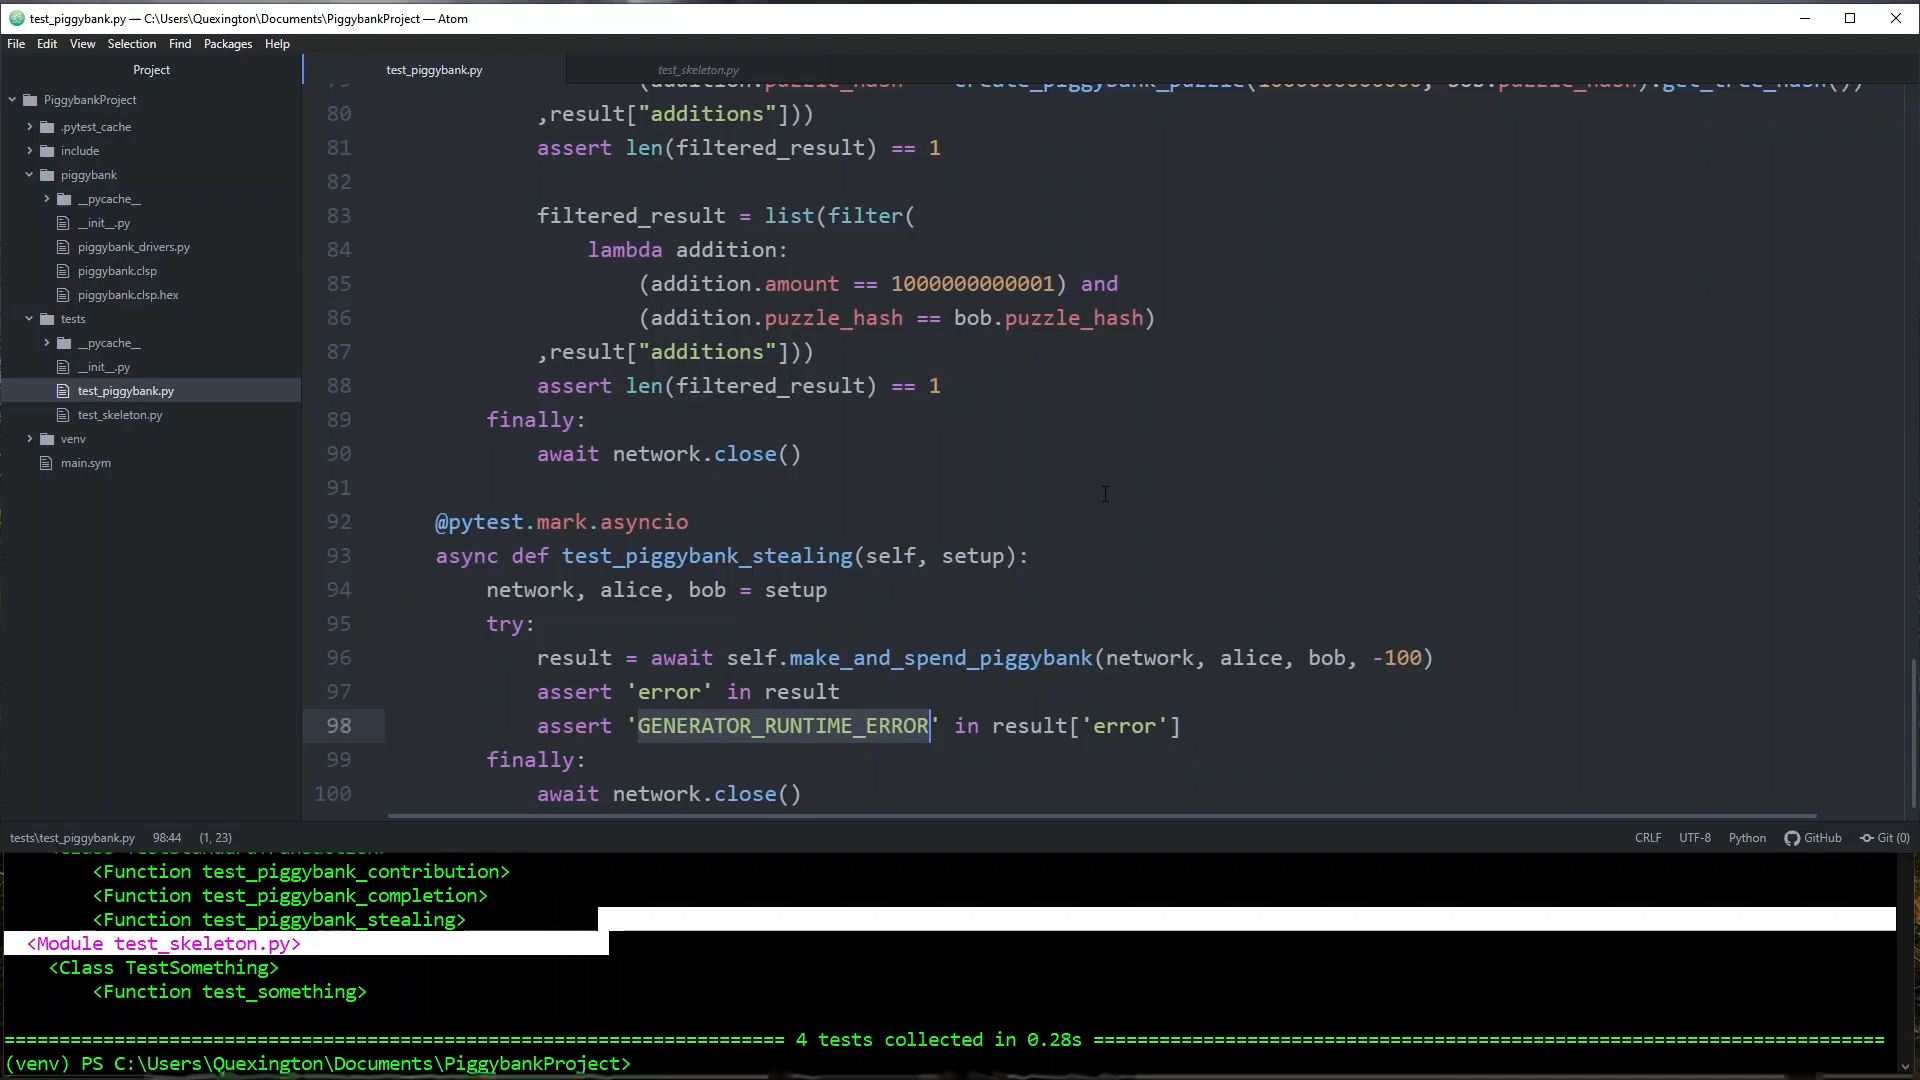 test_piggybank.py — C:\Users\Quexington\Documents\PiggybankProject — Atom
File Edit View Selection Find Packages Help
Project
test_piggybank.py
test_skeleton.py
PiggybankProject
.pytest_cache
include
piggybank
__pycache__
__init__.py
piggybank_drivers.py
piggybank.clsp
piggybank.clsp.hex
tests
__pycache__
__init__.py
test_piggybank.py
test_skeleton.py
venv
main.sym
80 ,result["additions"]))
81 assert len(filtered_result) == 1
82
83 filtered_result = list(filter(
84 lambda addition:
85 (addition.amount == 1000000000001) and
86 (addition.puzzle_hash == bob.puzzle_hash)
87 ,result["additions"]))
88 assert len(filtered_result) == 1
89 finally:
90 await network.close()
91
92 @pytest.mark.asyncio
93 async def test_piggybank_stealing(self, setup):
94 network, alice, bob = setup
95 try:
96 result = await self.make_and_spend_piggybank(network, alice, bob, -100)
97 assert 'error' in result
98 assert 'GENERATOR_RUNTIME_ERROR' in result['error']
99 finally:
100 await network.close()
tests\test_piggybank.py 98:44 (1, 23) CRLF UTF-8 Python GitHub Git (0)
<Function test_piggybank_contribution>
<Function test_piggybank_completion>
<Function test_piggybank_stealing>
<Module test_skeleton.py>
<Class TestSomething>
<Function test_something>
4 tests collected in 0.28s
(venv) PS C:\Users\Quexington\Documents\PiggybankProject>